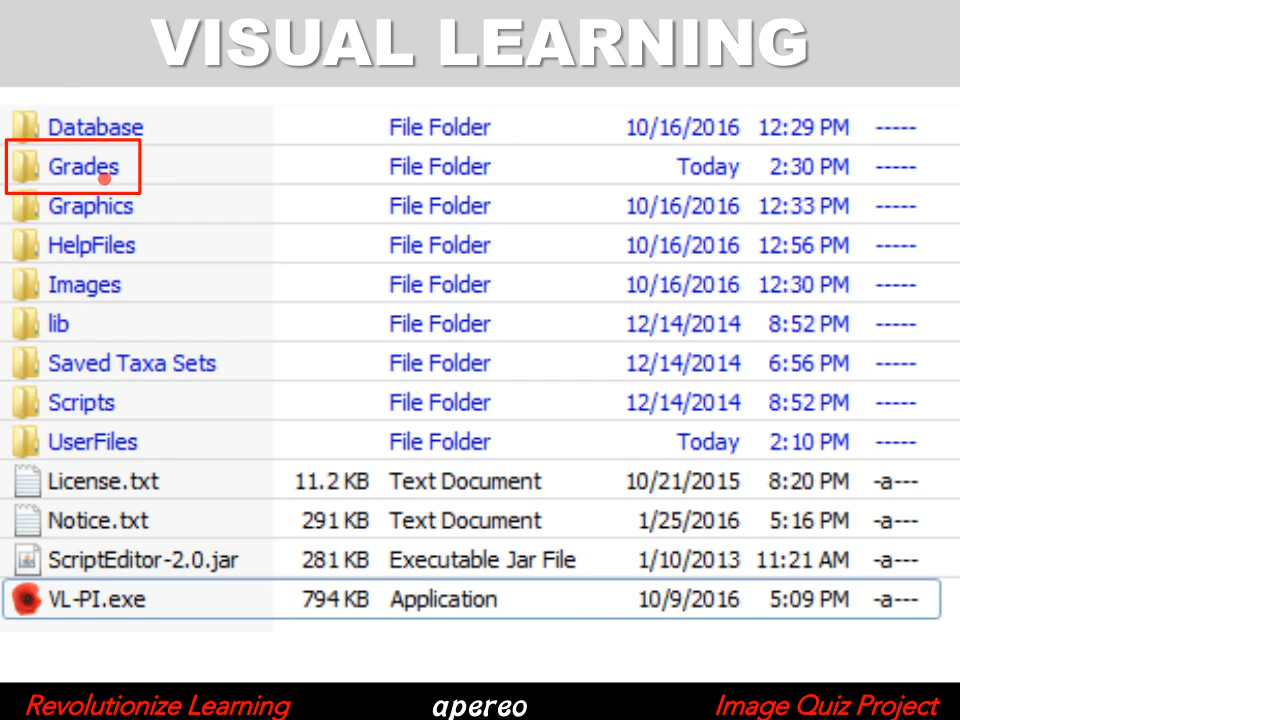 VISUAL LEARNING
Database File Folder 10/16/2016 12:29 PM -----
Grades File Folder Today 2:30 PM -----
Graphics File Folder 10/16/2016 12:33 PM -----
HelpFiles File Folder 10/16/2016 12:56 PM -----
Images File Folder 10/16/2016 12:30 PM -----
lib File Folder 12/14/2014 8:52 PM -----
Saved Taxa Sets File Folder 12/14/2014 6:56 PM -----
Scripts File Folder 12/14/2014 8:52 PM -----
UserFiles File Folder Today 2:10 PM -----
License.txt 11.2 KB Text Document 10/21/2015 8:20 PM -a---
Notice.txt 291 KB Text Document 1/25/2016 5:16 PM -a---
ScriptEditor-2.0.jar 281 KB Executable Jar File 1/10/2013 11:21 AM -a---
VL-PI.exe 794 KB Application 10/9/2016 5:09 PM -a---
Revolutionize Learning apereo Image Quiz Project